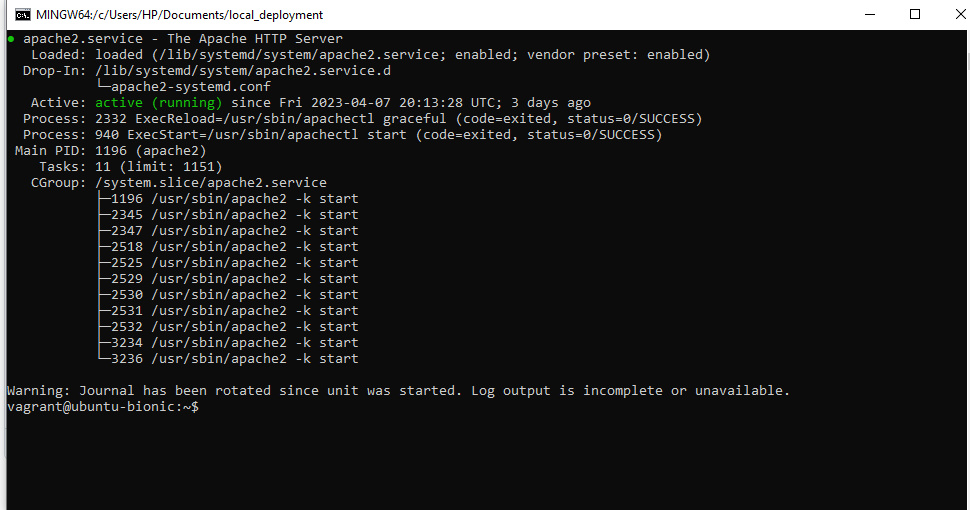 MINGW64:/c/Users/HP/Documents/local_deployment
● apache2.service - The Apache HTTP Server
   Loaded: loaded (/lib/systemd/system/apache2.service; enabled; vendor preset: enabled)
  Drop-In: /lib/systemd/system/apache2.service.d
           └─apache2-systemd.conf
   Active: active (running) since Fri 2023-04-07 20:13:28 UTC; 3 days ago
  Process: 2332 ExecReload=/usr/sbin/apachectl graceful (code=exited, status=0/SUCCESS)
  Process: 940 ExecStart=/usr/sbin/apachectl start (code=exited, status=0/SUCCESS)
 Main PID: 1196 (apache2)
    Tasks: 11 (limit: 1151)
   CGroup: /system.slice/apache2.service
           ├─1196 /usr/sbin/apache2 -k start
           ├─2345 /usr/sbin/apache2 -k start
           ├─2347 /usr/sbin/apache2 -k start
           ├─2518 /usr/sbin/apache2 -k start
           ├─2525 /usr/sbin/apache2 -k start
           ├─2529 /usr/sbin/apache2 -k start
           ├─2530 /usr/sbin/apache2 -k start
           ├─2531 /usr/sbin/apache2 -k start
           ├─2532 /usr/sbin/apache2 -k start
           ├─3234 /usr/sbin/apache2 -k start
           └─3236 /usr/sbin/apache2 -k start
Warning: Journal has been rotated since unit was started. Log output is incomplete or unavailable.
vagrant@ubuntu-bionic:~$